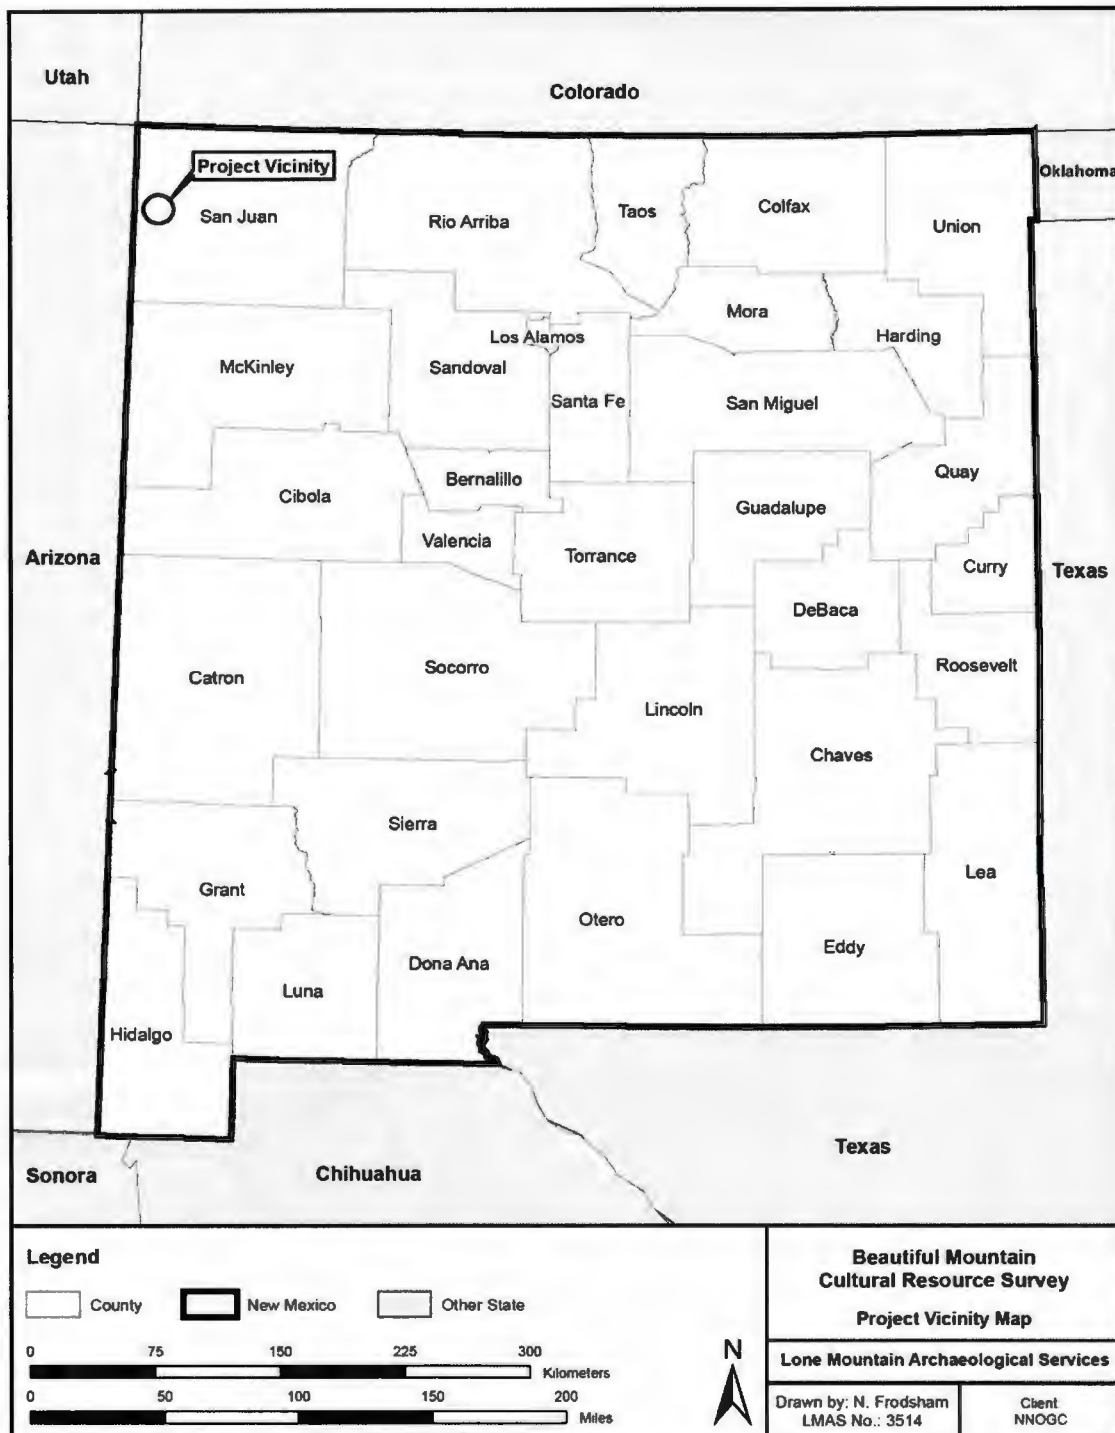 Utah
Colorado
Project Vicinity
Oklahoma
San Juan
Rio Arriba
Taos
Colfax
Union
Mora
Los Alamos
Harding
McKinley
Sandoval
Santa Fe
San Miguel
Bernalillo
Quay
Cibola
Guadalupe
Valencia
Torrance
Arizona
Curry
Texas
DeBaca
Roosevelt
Socorro
Catron
Lincoln
Chaves
Sierra
Lea
Grant
Otero
Eddy
Dona Ana
Luna
Hidalgo
Texas
Sonora
Chihuahua
Legend
County
New Mexico
Other State
0 75 150 225 300
Kilometers
0 50 100 150 200
Miles
N
Beautiful Mountain
Cultural Resource Survey
Project Vicinity Map
Lone Mountain Archaeological Services
Drawn by: N. Frodsham
LMAS No.: 3514
Client
NNOGC